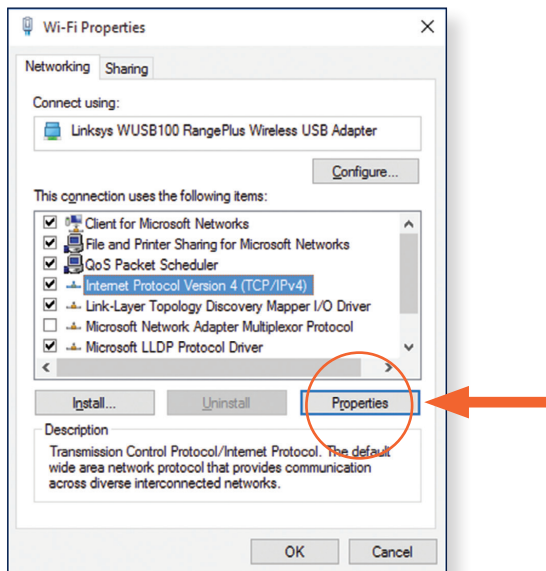 Wi-Fi Properties
Networking Sharing
Connect using:
Linksys WUSB100 RangePlus Wireless USB Adapter
Configure...
This connection uses the following items:
Client for Microsoft Networks
File and Printer Sharing for Microsoft Networks
QoS Packet Scheduler
Internet Protocol Version 4 (TCP/IPv4)
Link-Layer Topology Discovery Mapper I/O Driver
Microsoft Network Adapter Multiplexor Protocol
Microsoft LLDP Protocol Driver
Install... Uninstall Properties
Description
Transmission Control Protocol/Internet Protocol. The default
wide area network protocol that provides communication
across diverse interconnected networks.
OK Cancel